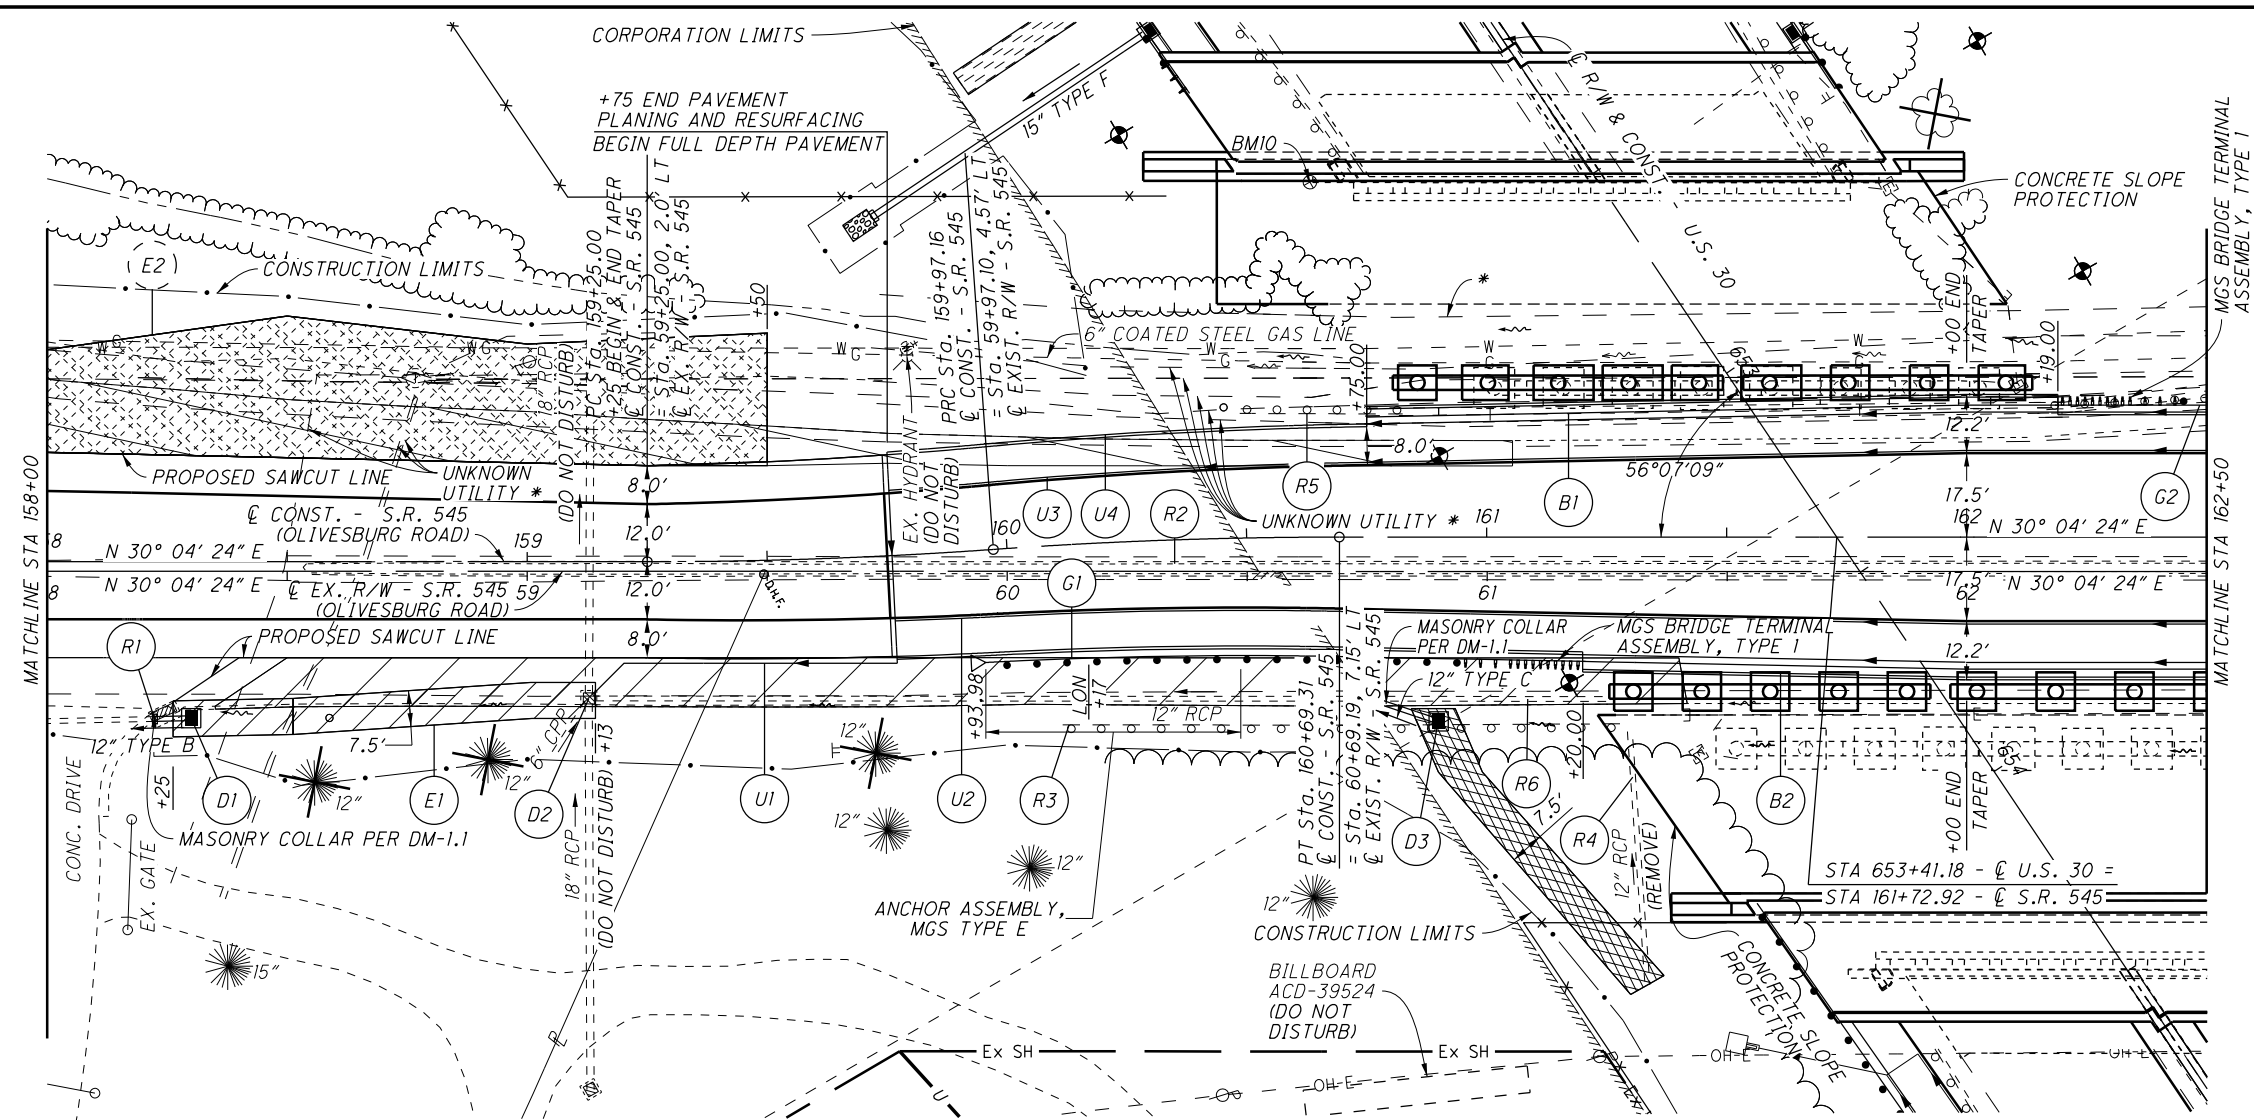 CORPORATION LIMITS
+75 END PAVEMENT
PLANING AND RESURFACING
BEGIN FULL DEPTH PAVEMENT
15" TYPE F
BM10
℄ R/W & CONST. U.S. 30
CONCRETE SLOPE
PROTECTION
MGS BRIDGE TERMINAL
ASSEMBLY, TYPE 1
E2
CONSTRUCTION LIMITS
PC Sta. 159+25.00
+25 BEGIN & END TAPER
℄ CONST. - S.R. 545
= Sta. 59+25.00, 2.0' LT
℄ EX. R/W - S.R. 545
+50
PRC Sta. 159+97.16
℄ CONST. - S.R. 545
= Sta. 59+97.10, 4.57' LT
℄ EXIST. R/W - S.R. 545
*
6" COATED STEEL GAS LINE
+75.00
653
+00 END
TAPER
+19.00
W
G
W
G
W
G
W
G
W
G
W
18" RCP
(DO NOT DISTURB)
EX. HYDRANT
(DO NOT
DISTURB)
12.2'
8.0'
56°07'09"
PROPOSED SAWCUT LINE
UNKNOWN
UTILITY *
8.0'
R5
B1
G2
U3
U4
R2
17.5'
MATCHLINE STA 158+00
MATCHLINE STA 162+50
℄ CONST. - S.R. 545
(OLIVESBURG ROAD)
12.0'
160
UNKNOWN UTILITY *
161
162
N 30° 04' 24" E
58
N 30° 04' 24" E
159
N 30° 04' 24" E
℄ EX. R/W - S.R. 545
(OLIVESBURG ROAD)
59
12.0'
Q.H.F.
60
G1
61
17.5'
62
N 30° 04' 24" E
8
R1
PROPOSED SAWCUT LINE
8.0'
MASONRY COLLAR
PER DM-1.1
MGS BRIDGE TERMINAL
ASSEMBLY, TYPE 1
12.2'
+93.98
LON
+17
12" TYPE C
12" RCP
PT Sta. 160+69.31
℄ CONST. - S.R. 545
= Sta. 60+69.19, 7.15' LT
℄ EXIST. R/W S.R. 545
+20.00
12" TYPE B
7.5'
6" CPP
+13
12"
CONC. DRIVE
+25
D1
12"
E1
12"
D2
U1
U2
R3
R6
B2
65A
+00 END
TAPER
MASONRY COLLAR PER DM-1.1
12"
D3
7.5'
R4
EX. GATE
18" RCP
(DO NOT DISTURB)
12"
12"
12" RCP
(REMOVE)
STA 653+41.18 - ℄ U.S. 30 =
STA 161+72.92 - ℄ S.R. 545
ANCHOR ASSEMBLY,
MGS TYPE E
CONSTRUCTION LIMITS
CONCRETE SLOPE
PROTECTION
15"
BILLBOARD
ACD-39524
(DO NOT
DISTURB)
Ex SH
Ex SH
OH-E
OH-E
OH-E